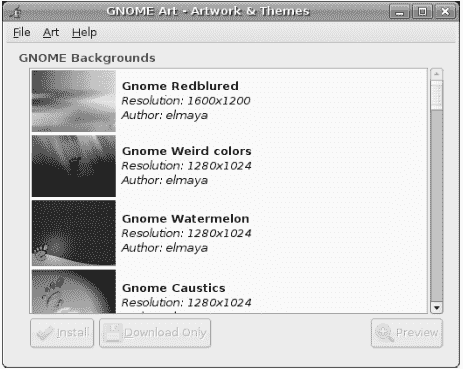 GNOME Art - Artwork & Themes
File Art Help
GNOME Backgrounds
Gnome Redblured
Resolution: 1600x1200
Author: elmaya
Gnome Weird colors
Resolution: 1280x1024
Author: elmaya
Gnome Watermelon
Resolution: 1280x1024
Author: elmaya
Gnome Caustics
Resolution: 1280x1024
Install Download Only Preview